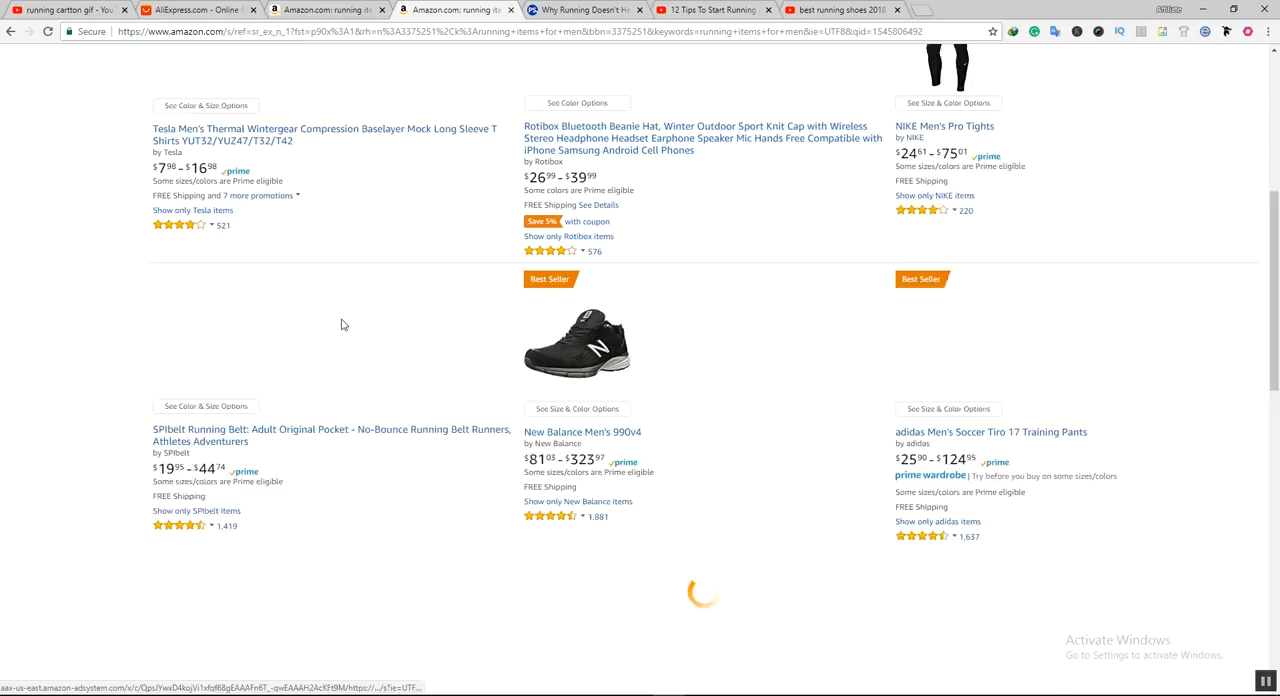 running cartton gif - You
AliExpress.com - Online S
Amazon.com: running ite
Amazon.com: running ite
Why Running Doesn't He
12 Tips To Start Running
best running shoes 2018
Affiliate
Secure
https://www.amazon.com/s/ref=sr_ex_n_1?fst=p90x%3A1&rh=n%3A3375251%2Ck%3Arunning+items+for+men&bbn=3375251&keywords=running+items+for+men&ie=UTF8&qid=1545806492
See Color & Size Options
Tesla Men's Thermal Wintergear Compression Baselayer Mock Long Sleeve T
Shirts YUT32/YUZ47/T32/T42
by Tesla
$7.98 - $16.98 prime
Some sizes/colors are Prime eligible
FREE Shipping and 7 more promotions
Show only Tesla items
521
See Color Options
Rotibox Bluetooth Beanie Hat, Winter Outdoor Sport Knit Cap with Wireless
Stereo Headphone Headset Earphone Speaker Mic Hands Free Compatible with
iPhone Samsung Android Cell Phones
by Rotibox
$26.99 - $39.99
Some colors are Prime eligible
FREE Shipping See Details
Save 5% with coupon
Show only Rotibox items
576
See Size & Color Options
NIKE Men's Pro Tights
by NIKE
$24.61 - $75.01 prime
Some sizes/colors are Prime eligible
FREE Shipping
Show only NIKE items
220
See Color & Size Options
SPIbelt Running Belt: Adult Original Pocket - No-Bounce Running Belt Runners,
Athletes Adventurers
by SPIbelt
$19.95 - $44.74 prime
Some sizes/colors are Prime eligible
FREE Shipping
Show only SPIbelt items
1,419
Best Seller
N
See Size & Color Options
New Balance Men's 990v4
by New Balance
$81.03 - $323.97 prime
Some sizes/colors are Prime eligible
FREE Shipping
Show only New Balance items
1,881
Best Seller
See Size & Color Options
adidas Men's Soccer Tiro 17 Training Pants
by adidas
$25.90 - $124.95 prime
prime wardrobe | Try before you buy on some sizes/colors
Some sizes/colors are Prime eligible
FREE Shipping
Show only adidas items
1,637
Activate Windows
Go to Settings to activate Windows.